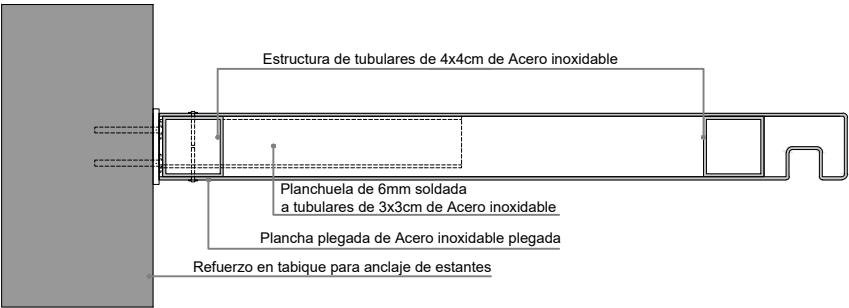 Estructura de tubulares de 4x4cm de Acero inoxidable
Planchuela de 6mm soldada
a tubulares de 3x3cm de Acero inoxidable
Plancha plegada de Acero inoxidable plegada
Refuerzo en tabique para anclaje de estantes